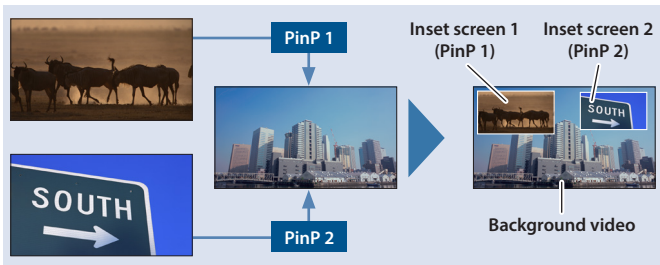 PinP 1
Inset screen 1
(PinP 1)
Inset screen 2
(PinP 2)
SOUTH
SOUTH
PinP 2
Background video